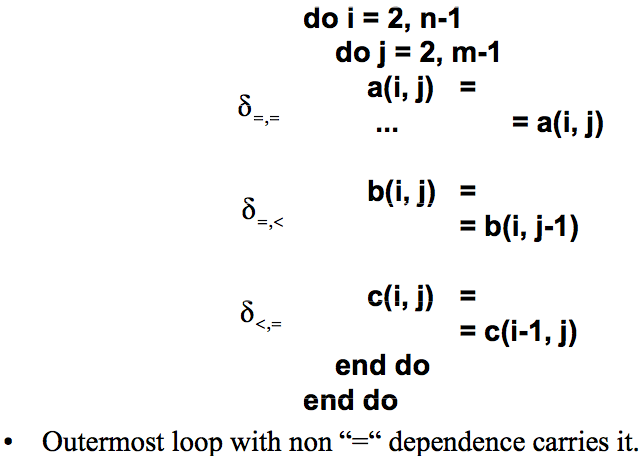 do i = 2, n-1
do j = 2, m-1
a(i, j) =
δ=,=
... = a(i, j)
b(i, j) =
δ=,<
= b(i, j-1)
c(i, j) =
δ<,=
= c(i-1, j)
end do
end do
• Outermost loop with non “=“ dependence carries it.